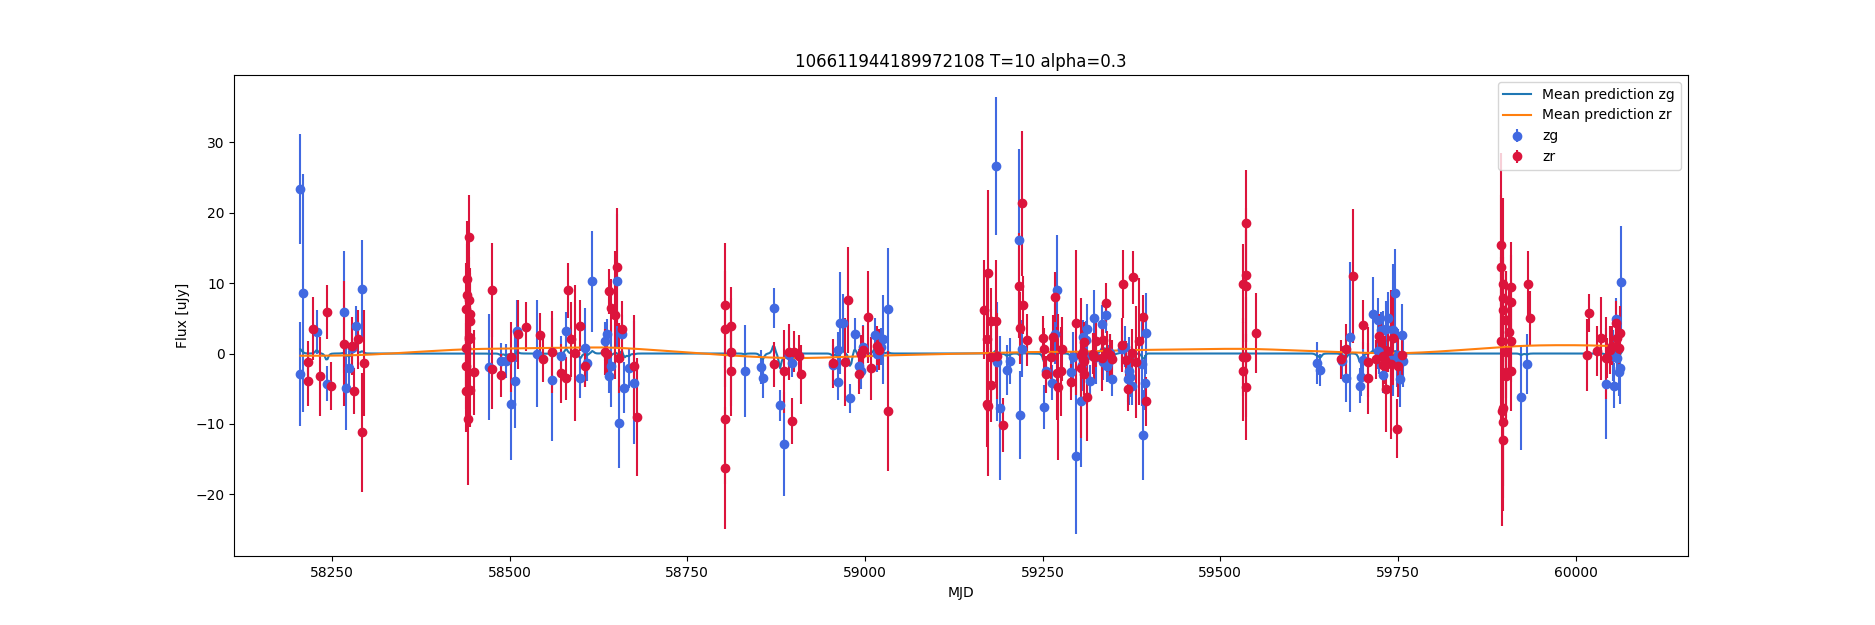 106611944189972108 T=10 alpha=0.3
Mean prediction zg
Mean prediction zr
zg
zr
Flux [uJy]
30
20
10
0
−10
−20
58250
58500
58750
59000
59250
59500
59750
60000
MJD